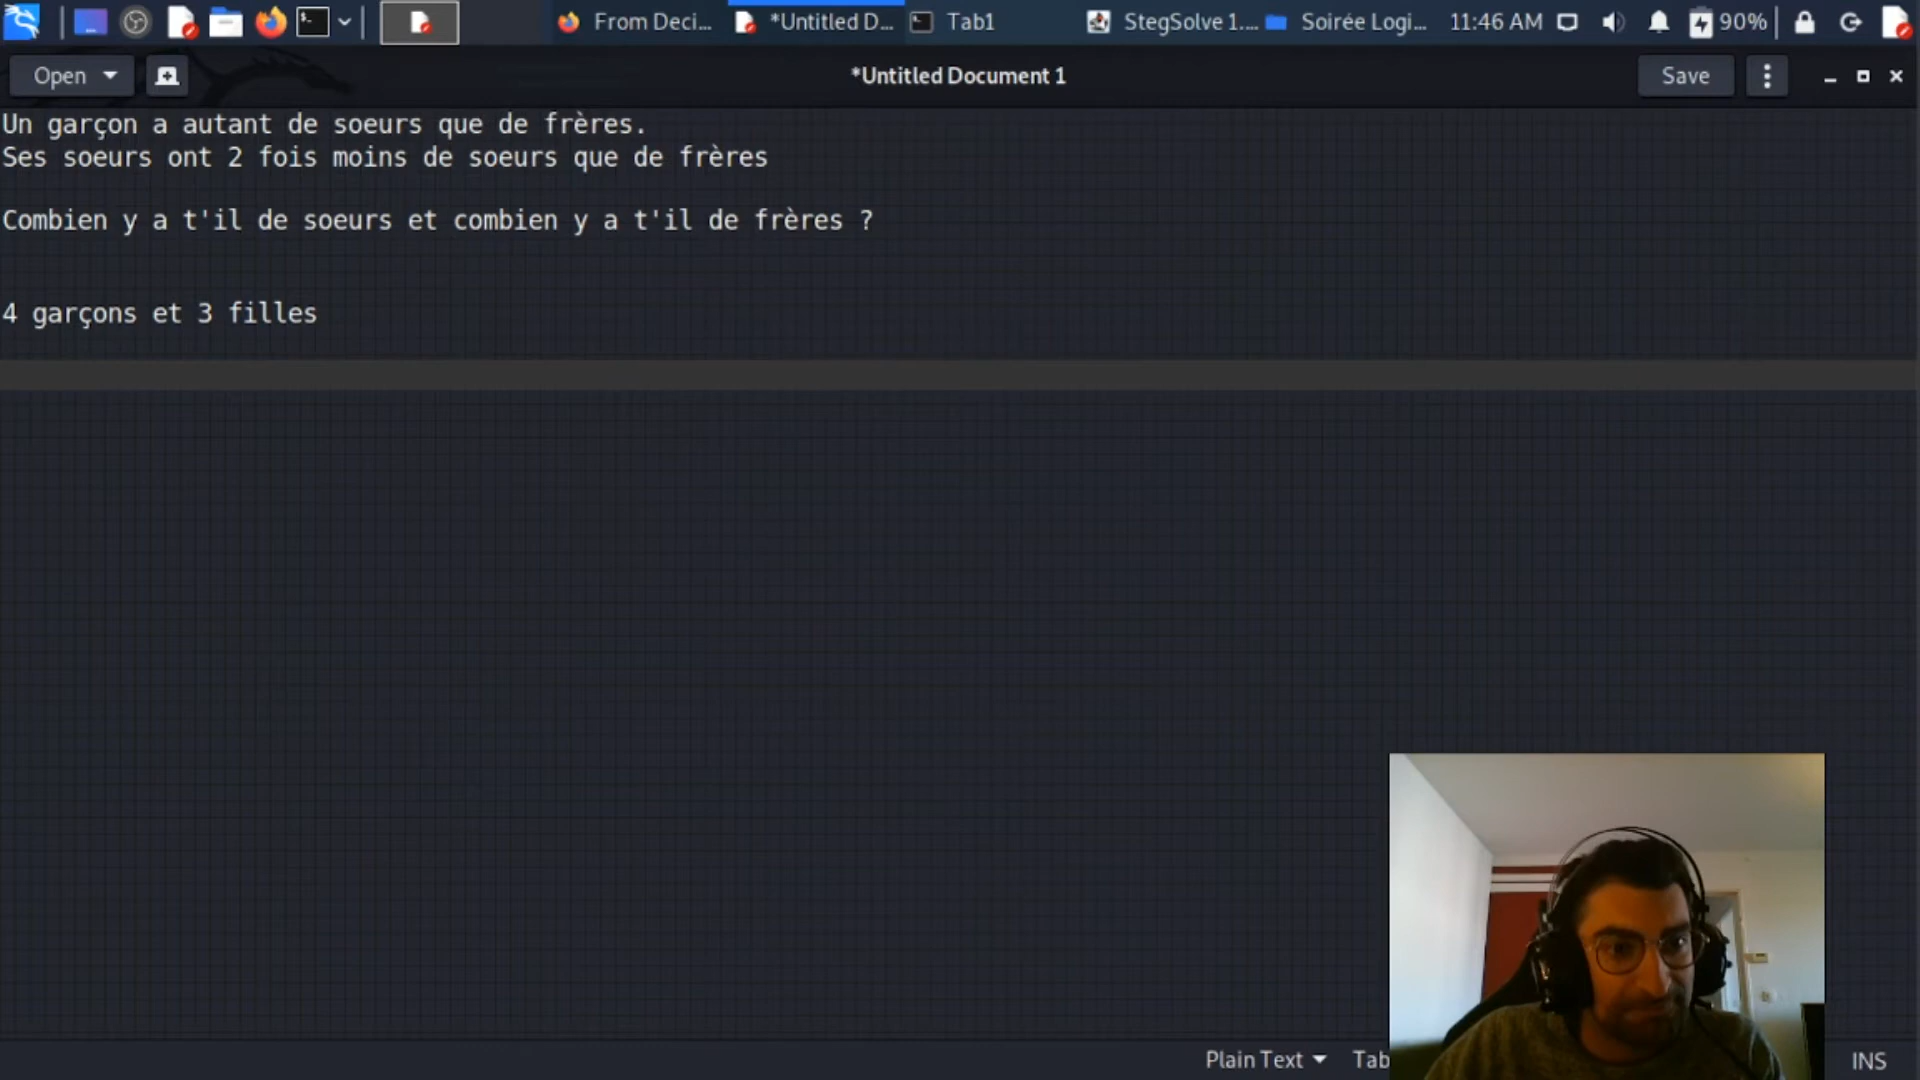 From Deci...
*Untitled D...
Tab1
StegSolve 1....
Soirée Logi...
11:46 AM
90%
Open
*Untitled Document 1
Save
Un garçon a autant de soeurs que de frères.
Ses soeurs ont 2 fois moins de soeurs que de frères
Combien y a t'il de soeurs et combien y a t'il de frères ?
4 garçons et 3 filles
Plain Text
Tab
INS